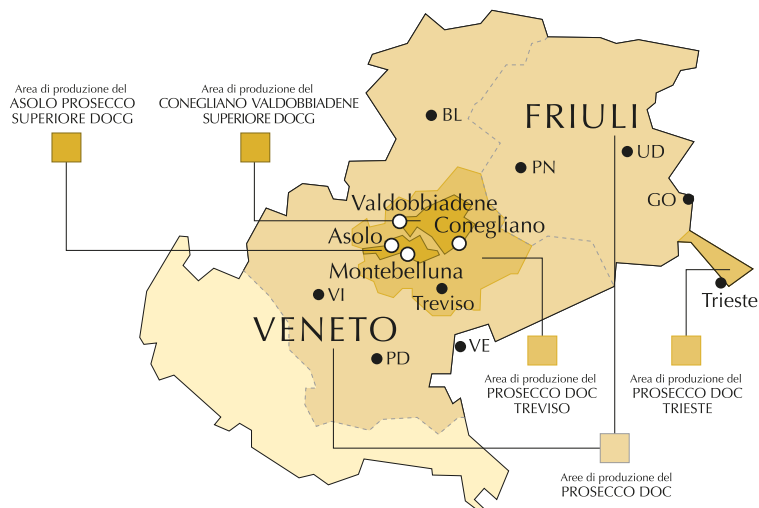 Area di produzione del
ASOLO PROSECCO
SUPERIORE DOCG
Area di produzione del
CONEGLIANO VALDOBBIADENE
SUPERIORE DOCG
BL
FRIULI
UD
PN
GO
Valdobbiadene
Conegliano
Asolo
Montebelluna
Treviso
Trieste
VI
VENETO
VE
PD
Area di produzione del
PROSECCO DOC
TREVISO
Area di produzione del
PROSECCO DOC
TRIESTE
Aree di produzione del
PROSECCO DOC